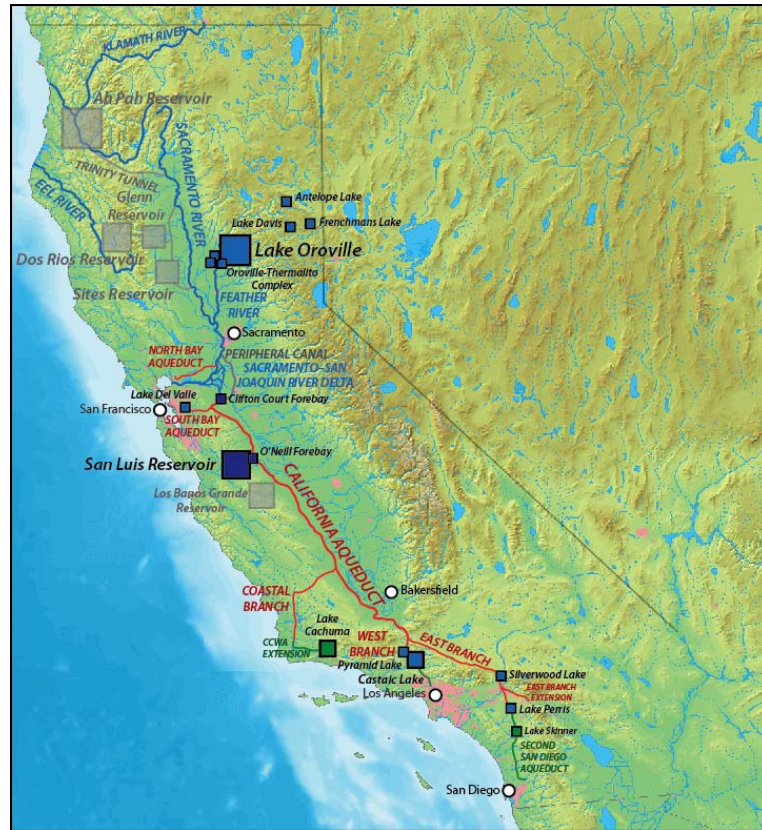 KLAMATH RIVER
Ah Pah Reservoir
SACRAMENTO RIVER
TRINITY TUNNEL
EEL RIVER
Glenn
Reservoir
Antelope Lake
Lake Davis
Frenchmans Lake
Dos Rios Reservoir
Lake Oroville
Sites Reservoir
Oroville-Thermalito
Complex
FEATHER
RIVER
Sacramento
NORTH BAY
AQUEDUCT
PERIPHERAL CANAL
SACRAMENTO-SAN
JOAQUIN RIVER DELTA
Lake Del Valle
Clifton Court Forebay
San Francisco
SOUTH BAY
AQUEDUCT
O'Neill Forebay
San Luis Reservoir
Los Banos Grande
Reservoir
CALIFORNIA AQUEDUCT
COASTAL
BRANCH
Bakersfield
Lake
Cachuma
CCWA
EXTENSION
WEST
BRANCH
EAST BRANCH
Pyramid Lake
Castaic Lake
Silverwood Lake
Los Angeles
EAST BRANCH
EXTENSION
Lake Perris
Lake Skinner
SECOND
SAN DIEGO
AQUEDUCT
San Diego